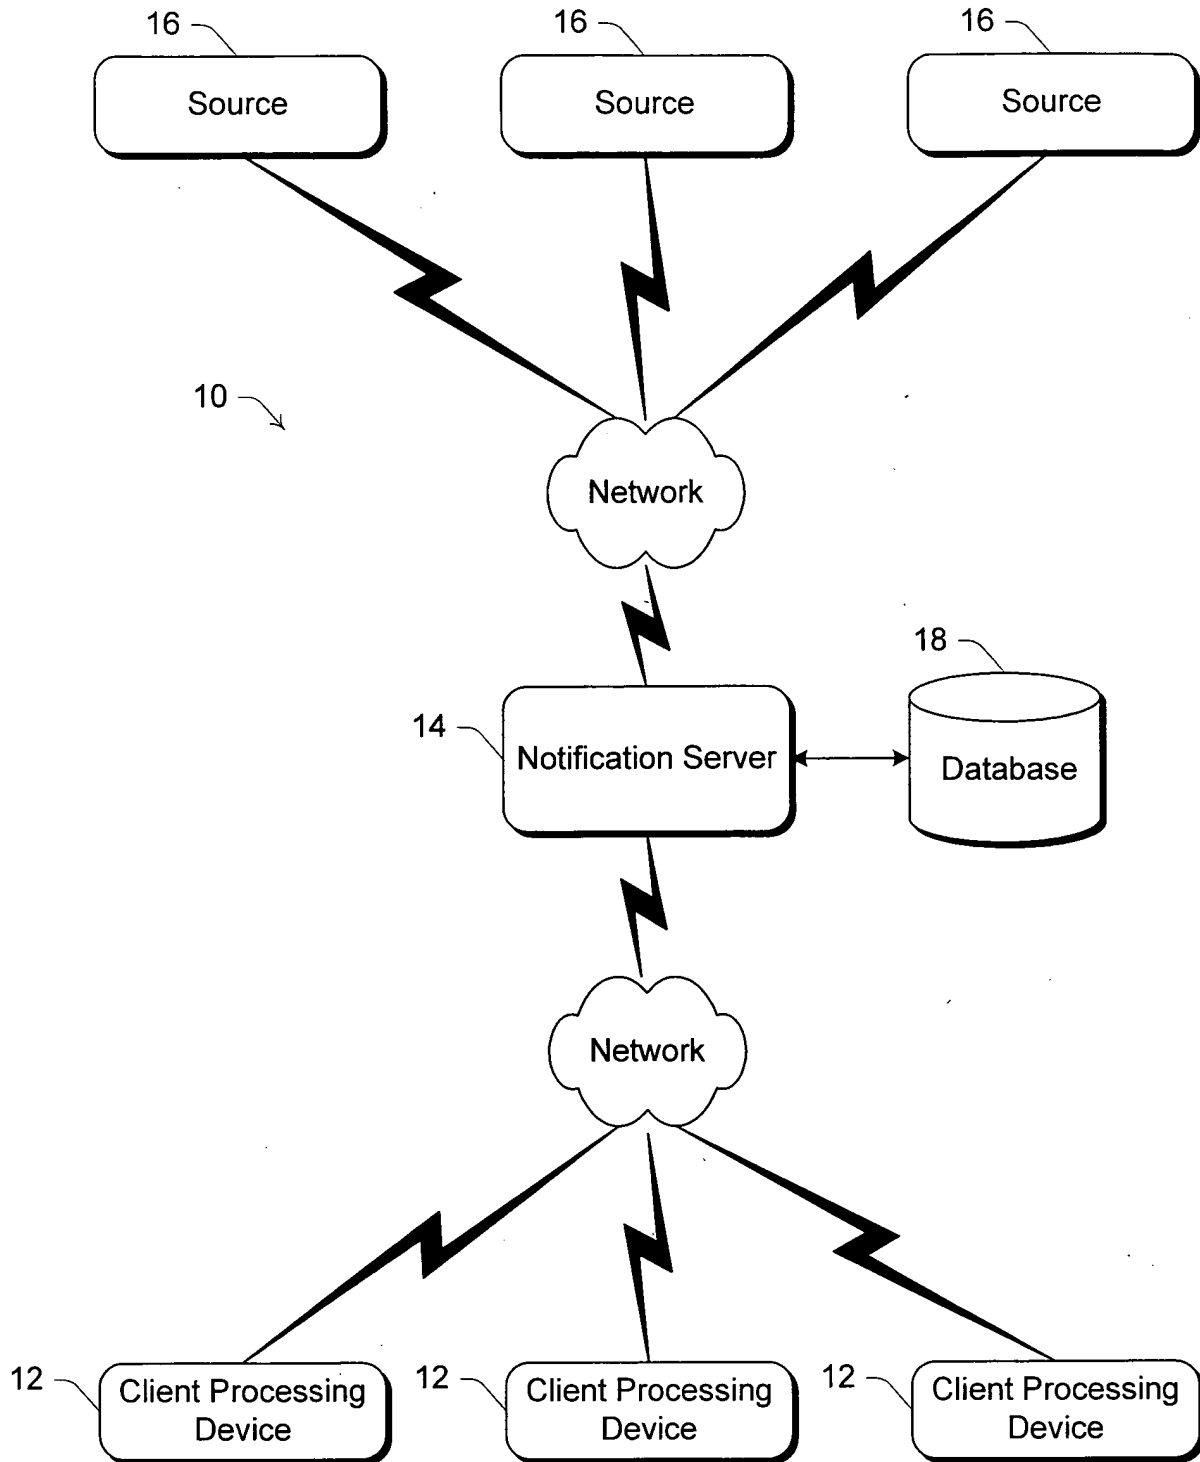 16
16
16
Source
Source
Source
10
Network
18
14
Notification Server
Database
Network
12
12
12
Client Processing
Device
Client Processing
Device
Client Processing
Device